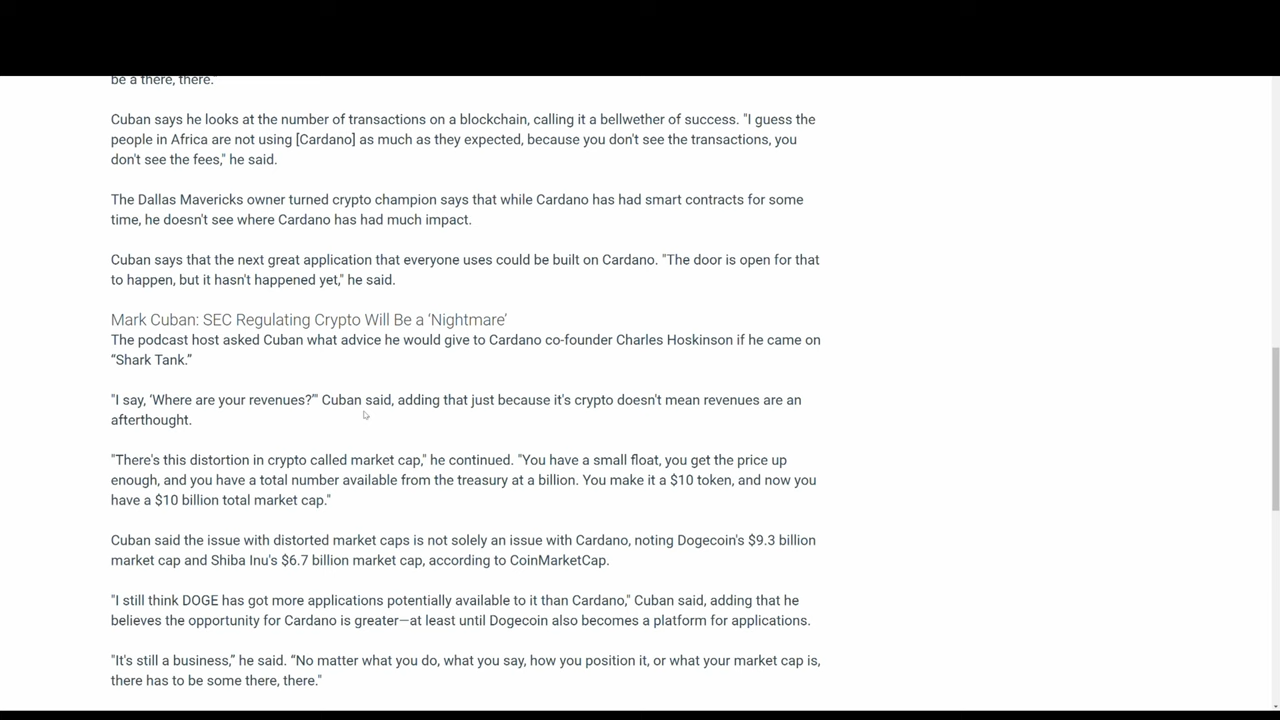 be a there, there."
Cuban says he looks at the number of transactions on a blockchain, calling it a bellwether of success. "I guess the
people in Africa are not using [Cardano] as much as they expected, because you don't see the transactions, you
don't see the fees," he said.
The Dallas Mavericks owner turned crypto champion says that while Cardano has had smart contracts for some
time, he doesn't see where Cardano has had much impact.
Cuban says that the next great application that everyone uses could be built on Cardano. "The door is open for that
to happen, but it hasn't happened yet," he said.
Mark Cuban: SEC Regulating Crypto Will Be a ‘Nightmare’
The podcast host asked Cuban what advice he would give to Cardano co-founder Charles Hoskinson if he came on
“Shark Tank.”
"I say, ‘Where are your revenues?’" Cuban said, adding that just because it's crypto doesn't mean revenues are an
afterthought.
"There's this distortion in crypto called market cap," he continued. "You have a small float, you get the price up
enough, and you have a total number available from the treasury at a billion. You make it a $10 token, and now you
have a $10 billion total market cap."
Cuban said the issue with distorted market caps is not solely an issue with Cardano, noting Dogecoin's $9.3 billion
market cap and Shiba Inu's $6.7 billion market cap, according to CoinMarketCap.
"I still think DOGE has got more applications potentially available to it than Cardano," Cuban said, adding that he
believes the opportunity for Cardano is greater—at least until Dogecoin also becomes a platform for applications.
"It's still a business,” he said. “No matter what you do, what you say, how you position it, or what your market cap is,
there has to be some there, there."